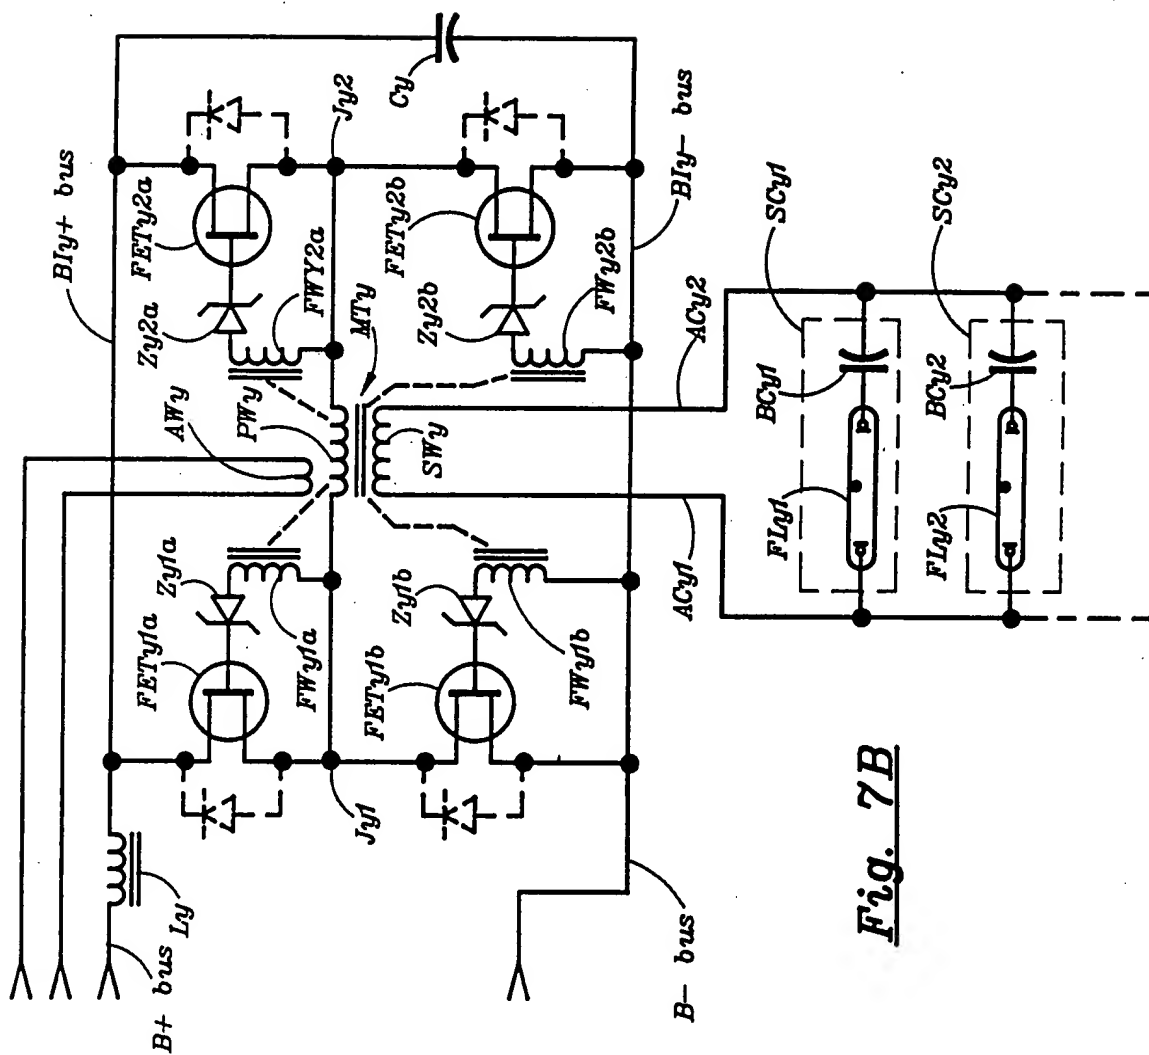 BIy+ bus
FETy2a
Jy2
Cy
Zy2a
FWY2a
MTy
AWy
PWy
SWy
FETy2b
Zy2b
FWy2b
BIy- bus
ACy2
SCy1
SCy2
BCy1
BCy2
FLy1
FLy2
ACy1
Zy1a
FETy1a
FWy1a
Zy1b
FETy1b
FWy1b
Jy1
Ly
B+ bus
B- bus
Fig. 7B